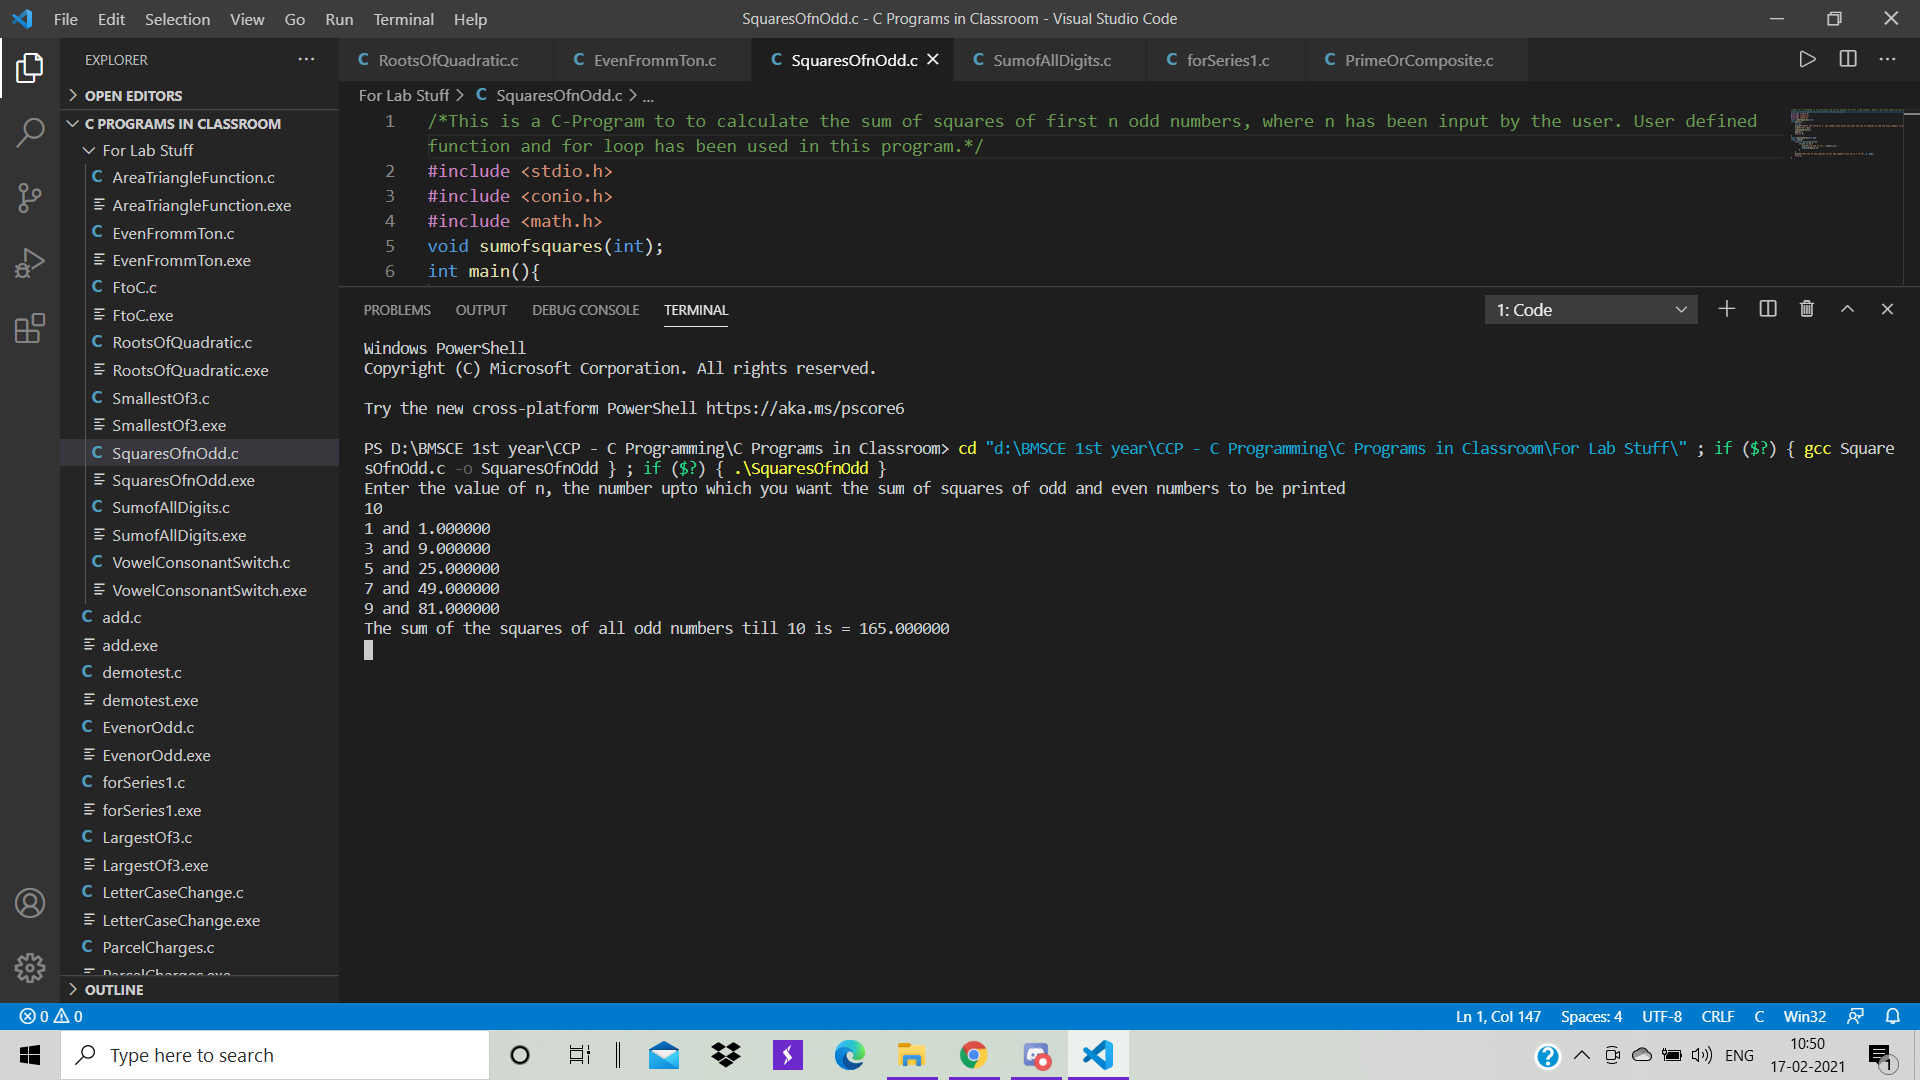 File Edit Selection View Go Run Terminal Help
SquaresOfnOdd.c - C Programs in Classroom - Visual Studio Code
EXPLORER
OPEN EDITORS
C PROGRAMS IN CLASSROOM
For Lab Stuff
C AreaTriangleFunction.c
AreaTriangleFunction.exe
C EvenFrommTon.c
EvenFrommTon.exe
C FtoC.c
FtoC.exe
C RootsOfQuadratic.c
RootsOfQuadratic.exe
C SmallestOf3.c
SmallestOf3.exe
C SquaresOfnOdd.c
SquaresOfnOdd.exe
C SumofAllDigits.c
SumofAllDigits.exe
C VowelConsonantSwitch.c
VowelConsonantSwitch.exe
C add.c
add.exe
C demotest.c
demotest.exe
C EvenorOdd.c
EvenorOdd.exe
C forSeries1.c
forSeries1.exe
C LargestOf3.c
LargestOf3.exe
C LetterCaseChange.c
LetterCaseChange.exe
C ParcelCharges.c
ParcelCharges.exe
OUTLINE
C RootsOfQuadratic.c C EvenFrommTon.c C SquaresOfnOdd.c C SumofAllDigits.c C forSeries1.c C PrimeOrComposite.c
For Lab Stuff > C SquaresOfnOdd.c > ...
1 /*This is a C-Program to to calculate the sum of squares of first n odd numbers, where n has been input by the user. User defined
function and for loop has been used in this program.*/
2 #include <stdio.h>
3 #include <conio.h>
4 #include <math.h>
5 void sumofsquares(int);
6 int main(){
PROBLEMS OUTPUT DEBUG CONSOLE TERMINAL
1: Code
Windows PowerShell
Copyright (C) Microsoft Corporation. All rights reserved.
Try the new cross-platform PowerShell https://aka.ms/pscore6
PS D:\BMSCE 1st year\CCP - C Programming\C Programs in Classroom> cd "d:\BMSCE 1st year\CCP - C Programming\C Programs in Classroom\For Lab Stuff\" ; if ($?) { gcc Square
sOfnOdd.c -o SquaresOfnOdd } ; if ($?) { .\SquaresOfnOdd }
Enter the value of n, the number upto which you want the sum of squares of odd and even numbers to be printed
10
1 and 1.000000
3 and 9.000000
5 and 25.000000
7 and 49.000000
9 and 81.000000
The sum of the squares of all odd numbers till 10 is = 165.000000
0 0
Ln 1, Col 147 Spaces: 4 UTF-8 CRLF C Win32
Type here to search
ENG
10:50
17-02-2021
1